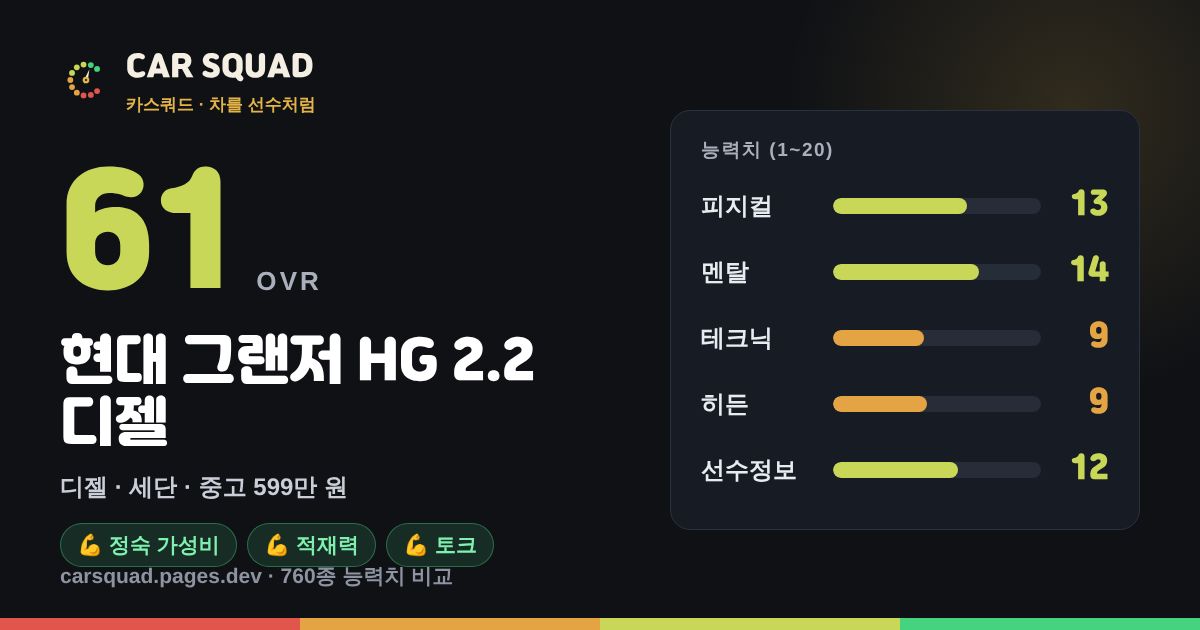 CAR SQUAD
카스쿼드 · 차를 선수처럼
61 OVR
현대 그랜저 HG 2.2
디젤
디젤 · 세단 · 중고 599만 원
💪 정숙 가성비 💪 적재력 💪 토크
carsquad.pages.dev · 760종 능력치 비교
능력치 (1~20)
피지컬 13
멘탈 14
테크닉 9
히든 9
선수정보 12